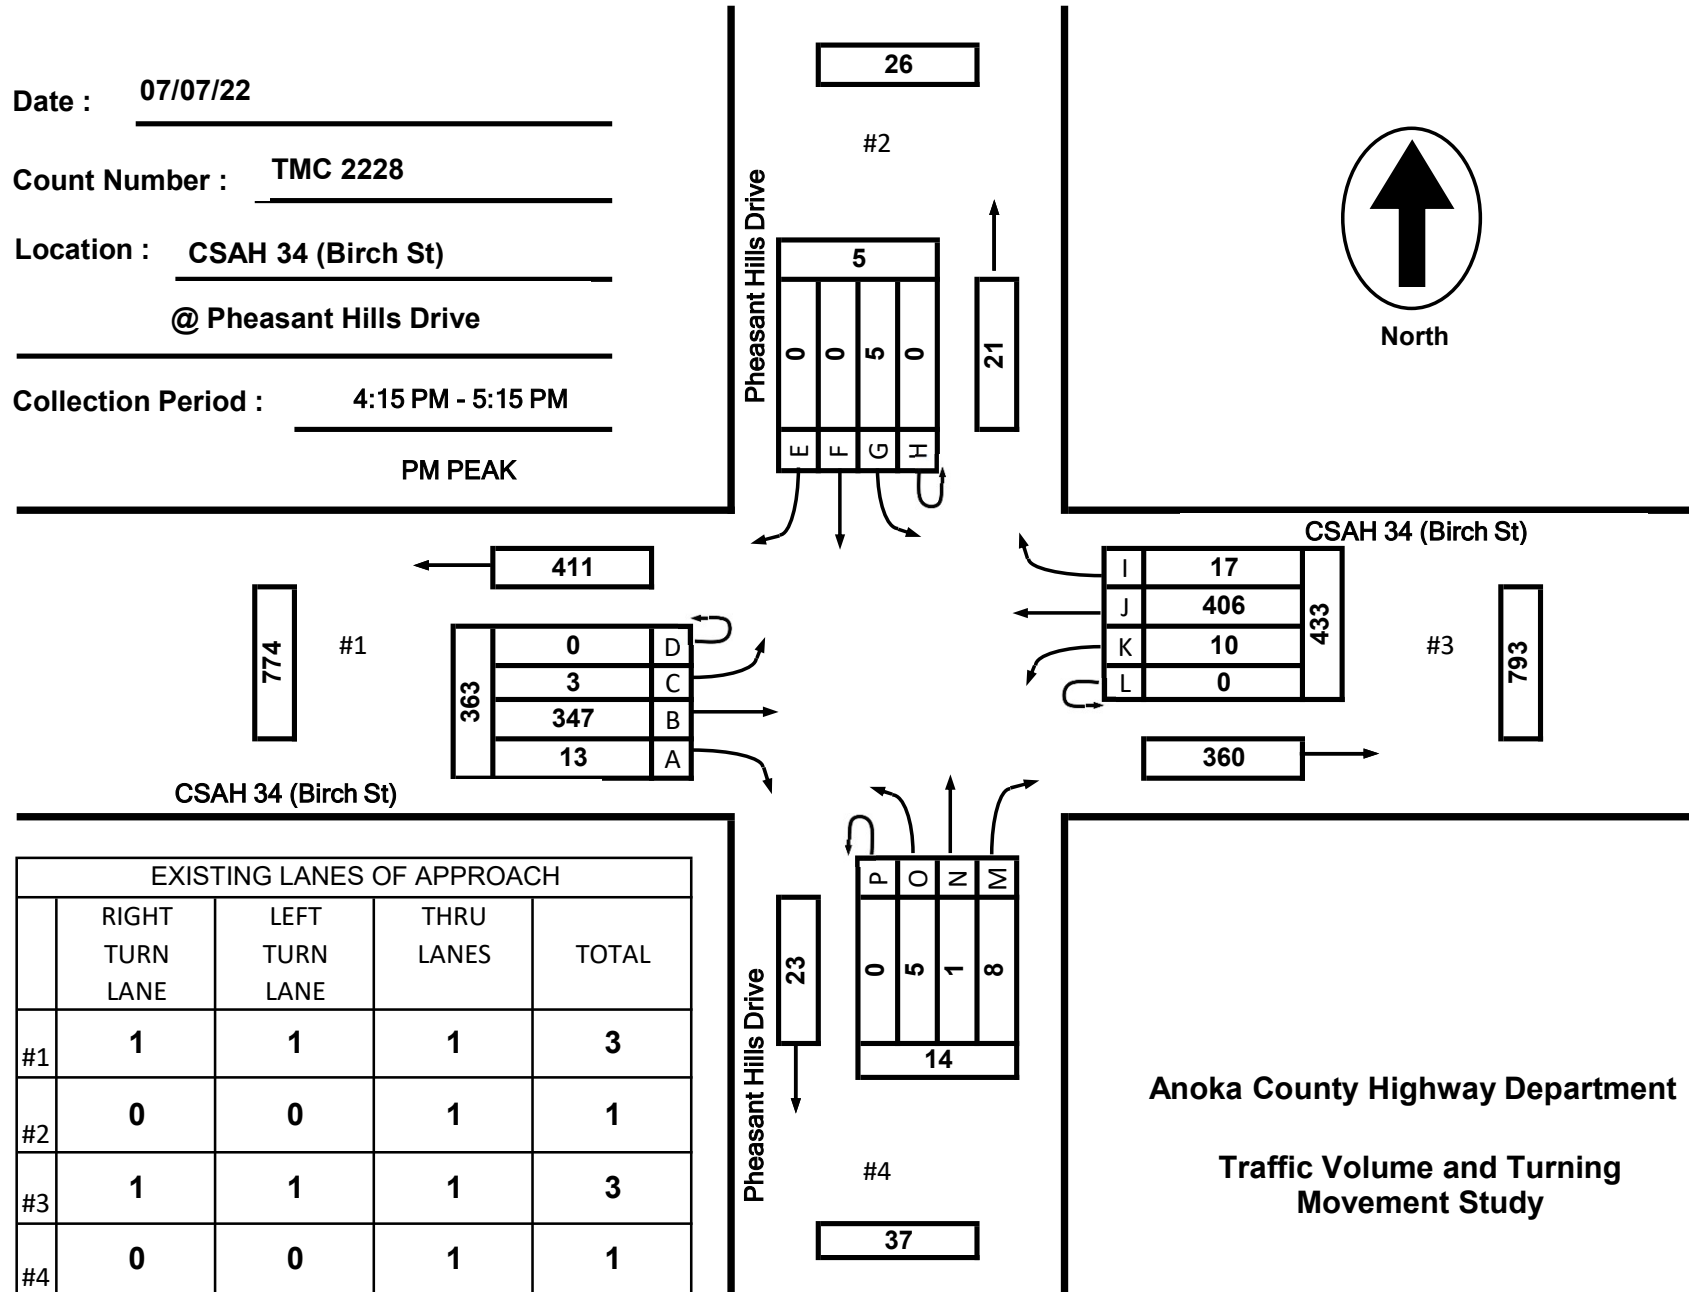 Date : 07/07/22
Count Number : TMC 2228
Location : CSAH 34 (Birch St)
@ Pheasant Hills Drive
Collection Period : 4:15 PM - 5:15 PM
PM PEAK
26
#2
Pheasant Hills Drive
5
0 0 5 0
E F G H
21
North
CSAH 34 (Birch St)
411
774
#1
363
0 D
3 C
347 B
13 A
CSAH 34 (Birch St)
I 17
J 406
K 10
L 0
433
#3
793
360
P O N M
0 5 1 8
14
23
Pheasant Hills Drive
#4
37
EXISTING LANES OF APPROACH
RIGHT TURN LANE
LEFT TURN LANE
THRU LANES
TOTAL
#1 1 1 1 3
#2 0 0 1 1
#3 1 1 1 3
#4 0 0 1 1
Anoka County Highway Department
Traffic Volume and Turning
Movement Study